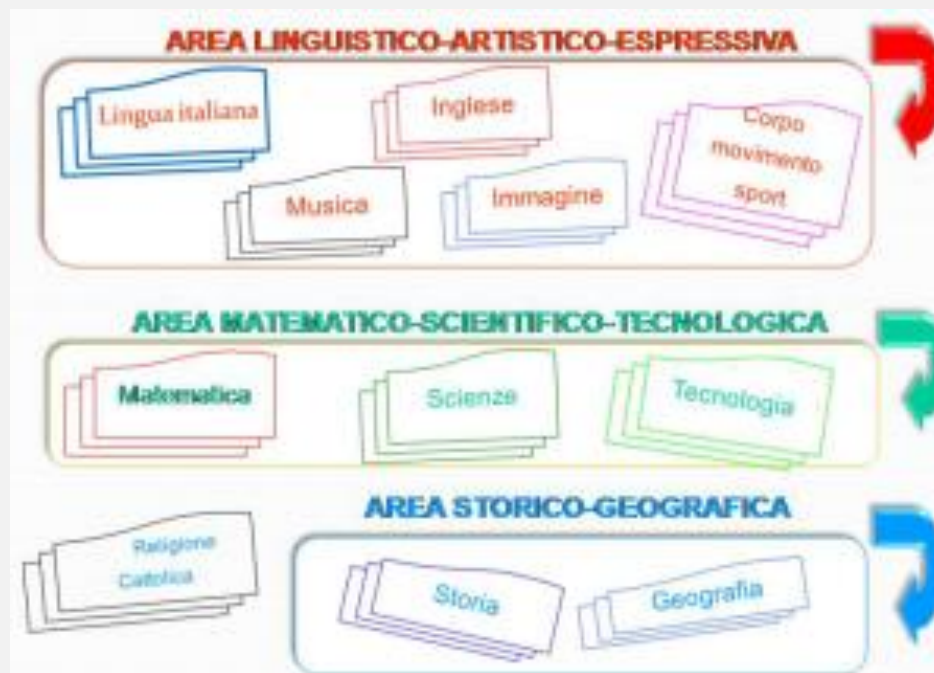 AREA LINGUISTICO-ARTISTICO-ESPRESSIVA
Lingua italiana
Inglese
Corpo
movimento
sport
Musica
Immagine
AREA MATEMATICO-SCIENTIFICO-TECNOLOGICA
Matematica
Scienze
Tecnologia
AREA STORICO-GEOGRAFICA
Religione
Cattolica
Storia
Geografia